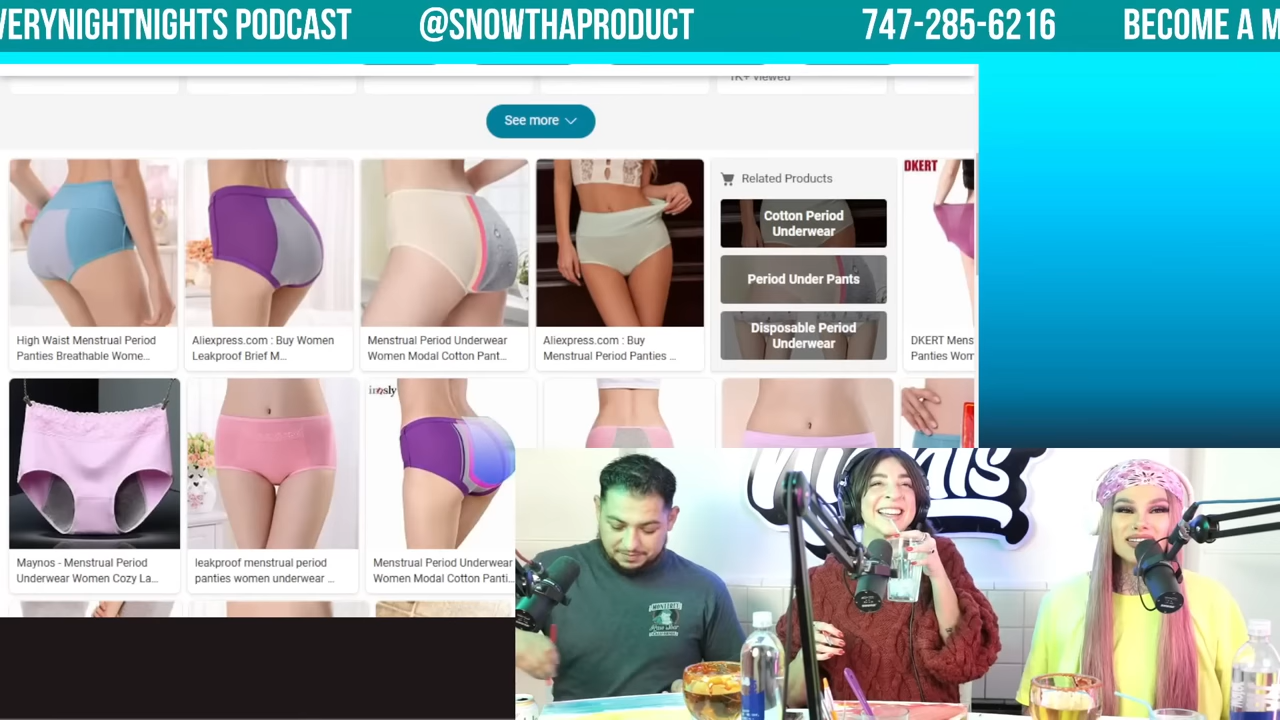 VERYNIGHTNIGHTS PODCAST
@SNOWTHAPRODUCT
747-285-6216
BECOME A M
1K+ viewed
See more
Related Products
Cotton Period
Underwear
Period Under Pants
Disposable Period
Underwear
DKERT
High Waist Menstrual Period
Panties Breathable Wome...
Aliexpress.com : Buy Women
Leakproof Brief M...
Menstrual Period Underwear
Women Modal Cotton Pant...
Aliexpress.com : Buy
Menstrual Period Panties ...
DKERT Mens
Panties Wom
Maynos - Menstrual Period
Underwear Women Cozy La...
leakproof menstrual period
panties women underwear ...
Menstrual Period Underwear
Women Modal Cotton Panti...
nights